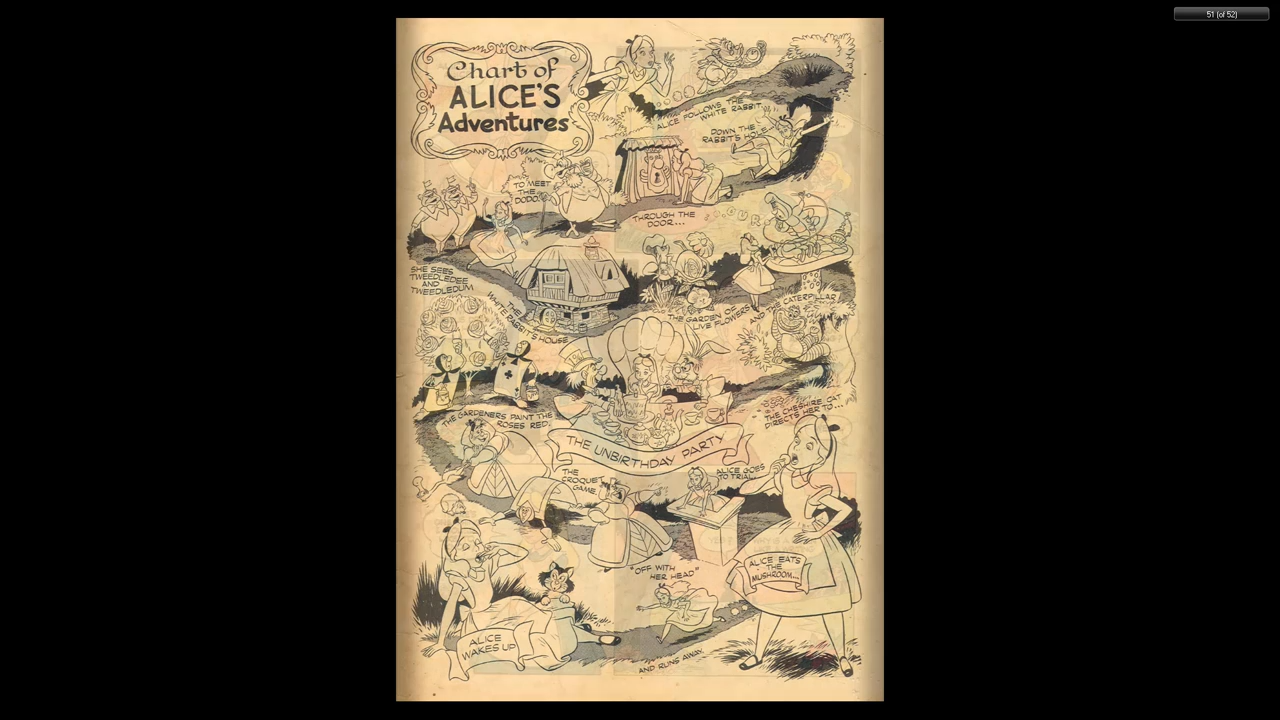 51 (of 52)
Chart of
ALICE'S
Adventures
ALICE FOLLOWS THE
WHITE RABBIT
DOWN THE
RABBIT'S HOLE
THROUGH THE
DOOR...
TO MEET
THE
DODO.
SHE SEES
TWEEDLEDEE
AND
TWEEDLEDUM
THE
WHITE RABBIT'S HOUSE
THE GARDEN OF
LIVE FLOWERS
AND THE CATERPILLAR
THE CHESHIRE CAT
DIRECTS HER TO...
THE UNBIRTHDAY PARTY
THE GARDENERS PAINT THE
ROSES RED.
THE
CROQUET
GAME.
ALICE GOES
TO TRIAL.
"OFF WITH
HER HEAD"
ALICE EATS
THE
MUSHROOM...
AND RUNS AWAY.
ALICE
WAKES UP